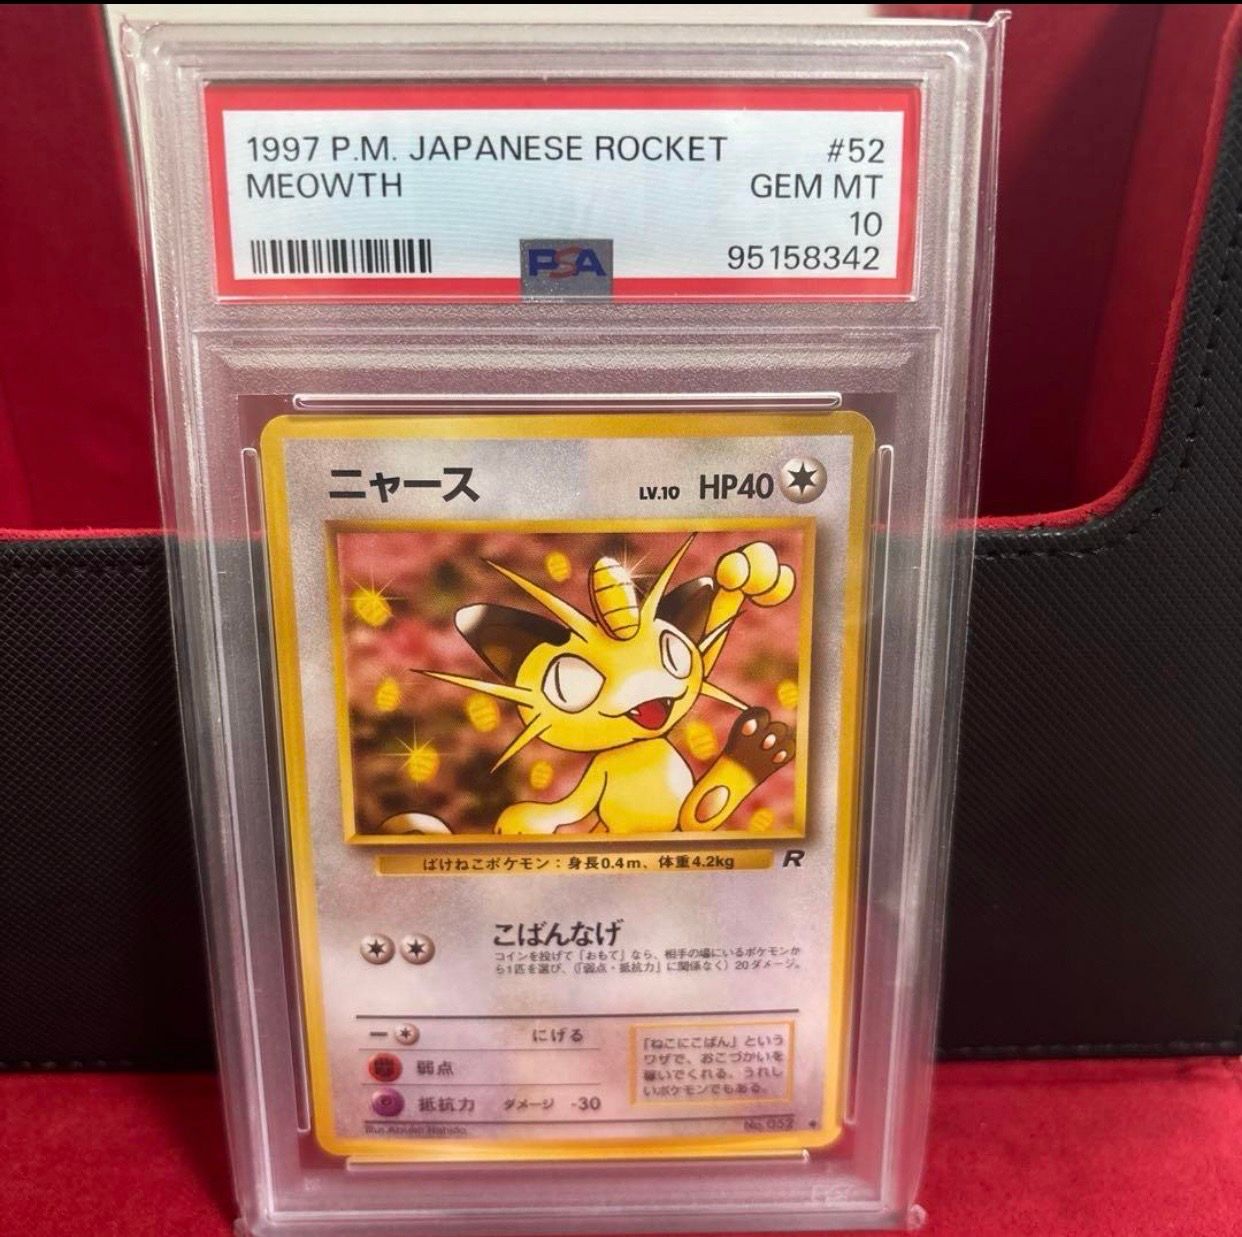 1997 P.M. JAPANESE ROCKET #52
MEOWTH GEM MT
10
PSA 95158342
ニャース LV.10 HP40
ばけねこポケモン：身長0.4m、体重4.2kg R
こばんなげ
コインを投げて「おもて」なら、相手の場にいるポケモンか
ら1匹を選び、(「弱点・抵抗力」に関係なく) 20ダメージ。
にげる
弱点
抵抗力 ダメージ -30
「ねこにこばん」という
ワザで、おこづかいを
稼いでくれる、うれし
いポケモンでもある。
Illus. Atsuko Nishida No. 052